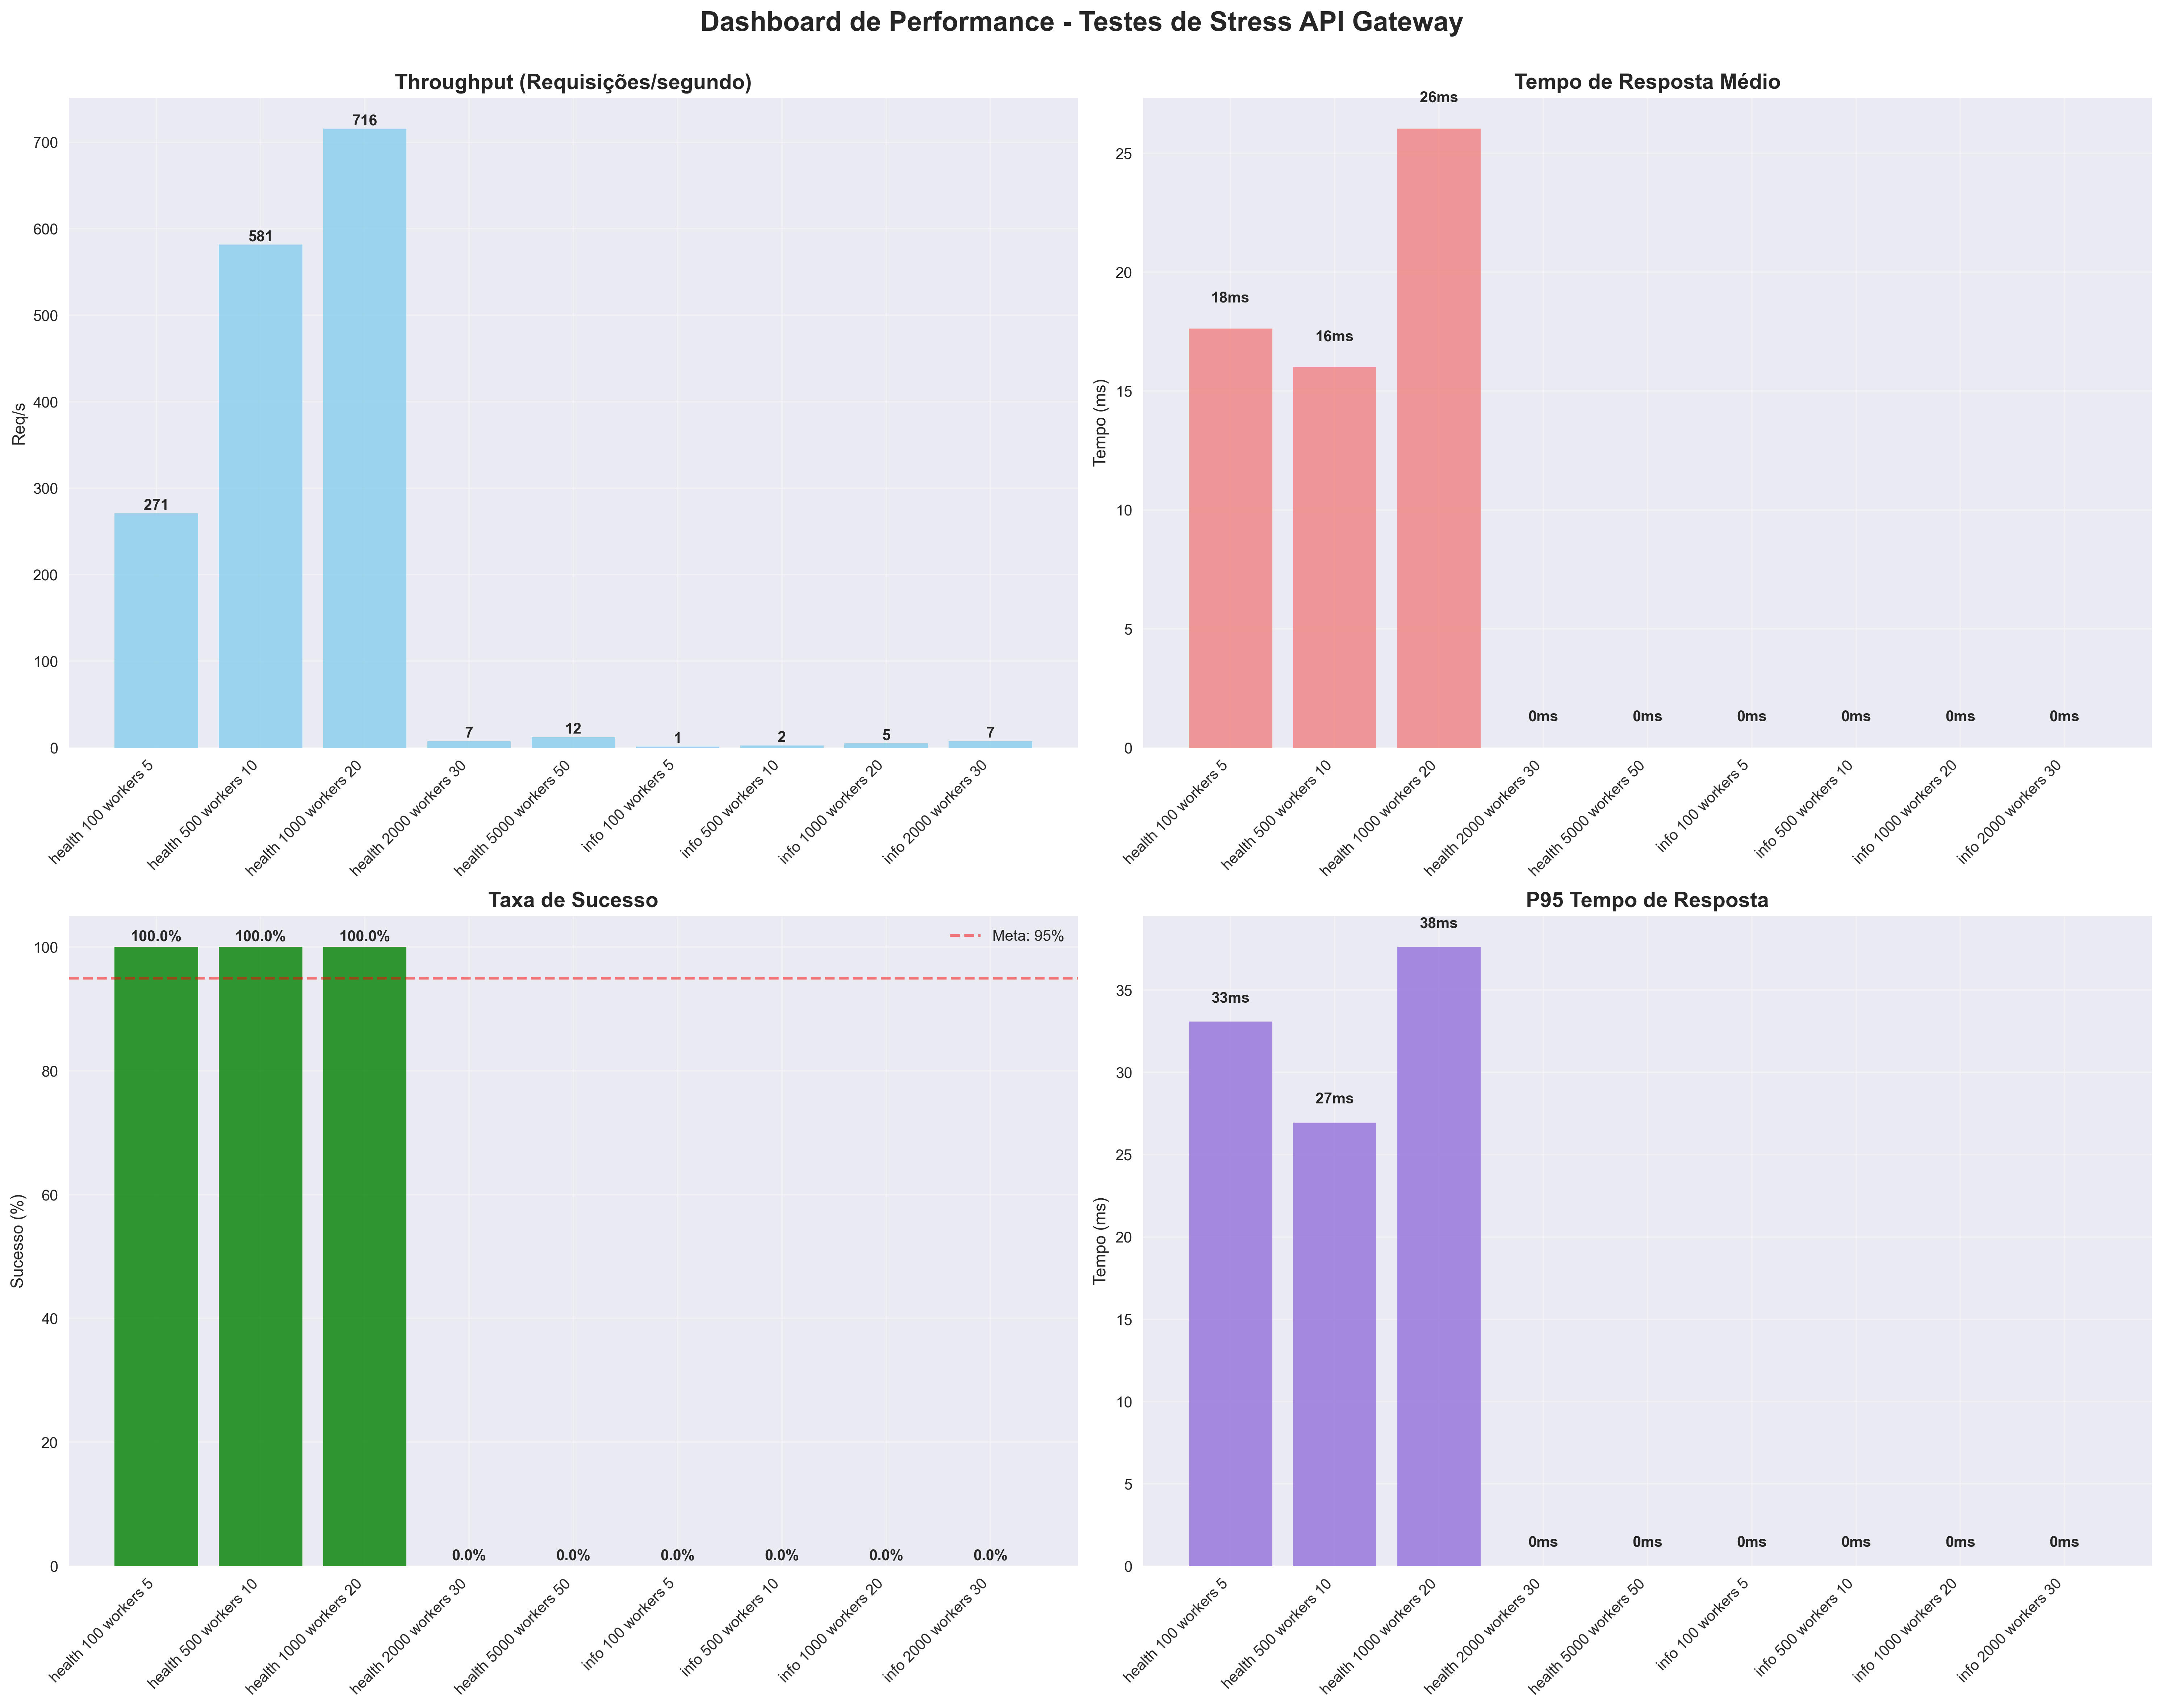 Dashboard de Performance - Testes de Stress API Gateway
Throughput (Requisições/segundo)
Req/s
700
600
500
400
300
200
100
0
271
581
716
7
12
1
2
5
7
health 100 workers 5
health 500 workers 10
health 1000 workers 20
health 2000 workers 30
health 5000 workers 50
info 100 workers 5
info 500 workers 10
info 1000 workers 20
info 2000 workers 30
Tempo de Resposta Médio
Tempo (ms)
25
20
15
10
5
0
18ms
16ms
26ms
0ms
0ms
0ms
0ms
0ms
0ms
health 100 workers 5
health 500 workers 10
health 1000 workers 20
health 2000 workers 30
health 5000 workers 50
info 100 workers 5
info 500 workers 10
info 1000 workers 20
info 2000 workers 30
Taxa de Sucesso
Sucesso (%)
100
80
60
40
20
0
100.0%
100.0%
100.0%
0.0%
0.0%
0.0%
0.0%
0.0%
0.0%
Meta: 95%
health 100 workers 5
health 500 workers 10
health 1000 workers 20
health 2000 workers 30
health 5000 workers 50
info 100 workers 5
info 500 workers 10
info 1000 workers 20
info 2000 workers 30
P95 Tempo de Resposta
Tempo (ms)
35
30
25
20
15
10
5
0
33ms
27ms
38ms
0ms
0ms
0ms
0ms
0ms
0ms
health 100 workers 5
health 500 workers 10
health 1000 workers 20
health 2000 workers 30
health 5000 workers 50
info 100 workers 5
info 500 workers 10
info 1000 workers 20
info 2000 workers 30